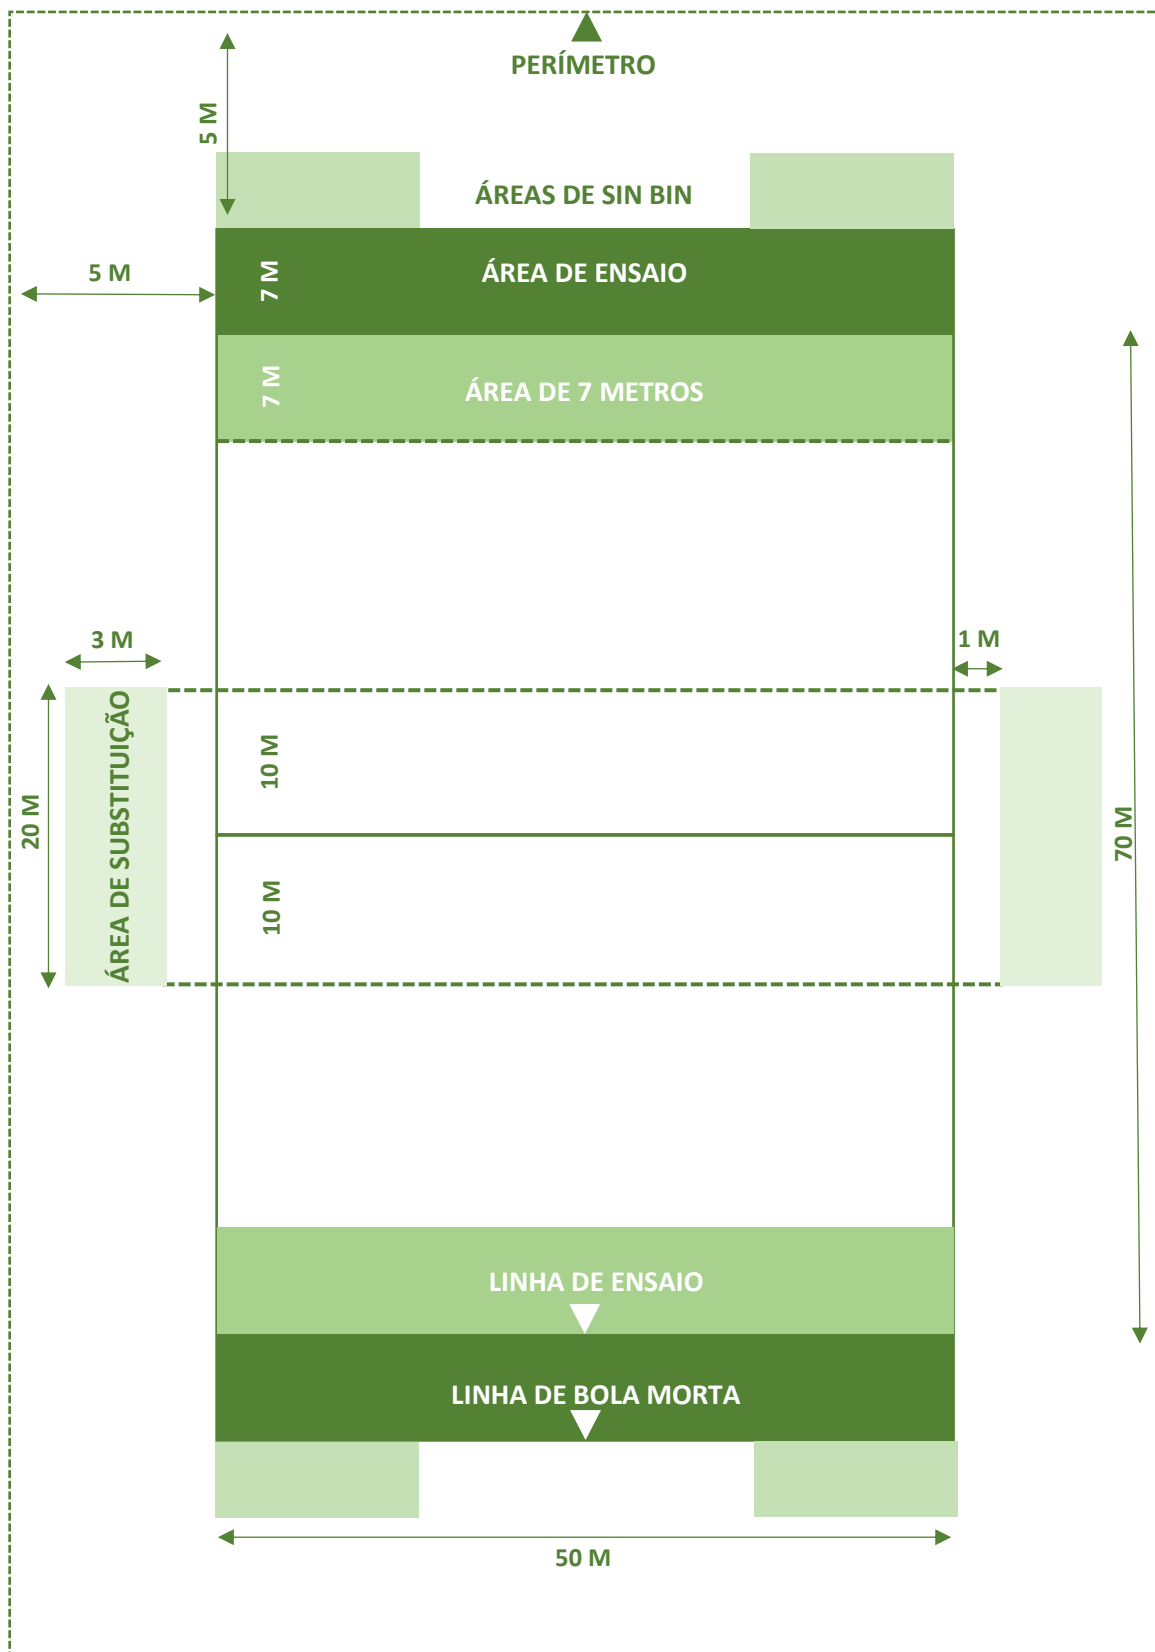 PERÍMETRO
5 M
ÁREAS DE SIN BIN
5 M
7 M
ÁREA DE ENSAIO
7 M
ÁREA DE 7 METROS
3 M
1 M
20 M
ÁREA DE SUBSTITUIÇÃO
10 M
10 M
70 M
LINHA DE ENSAIO
LINHA DE BOLA MORTA
50 M